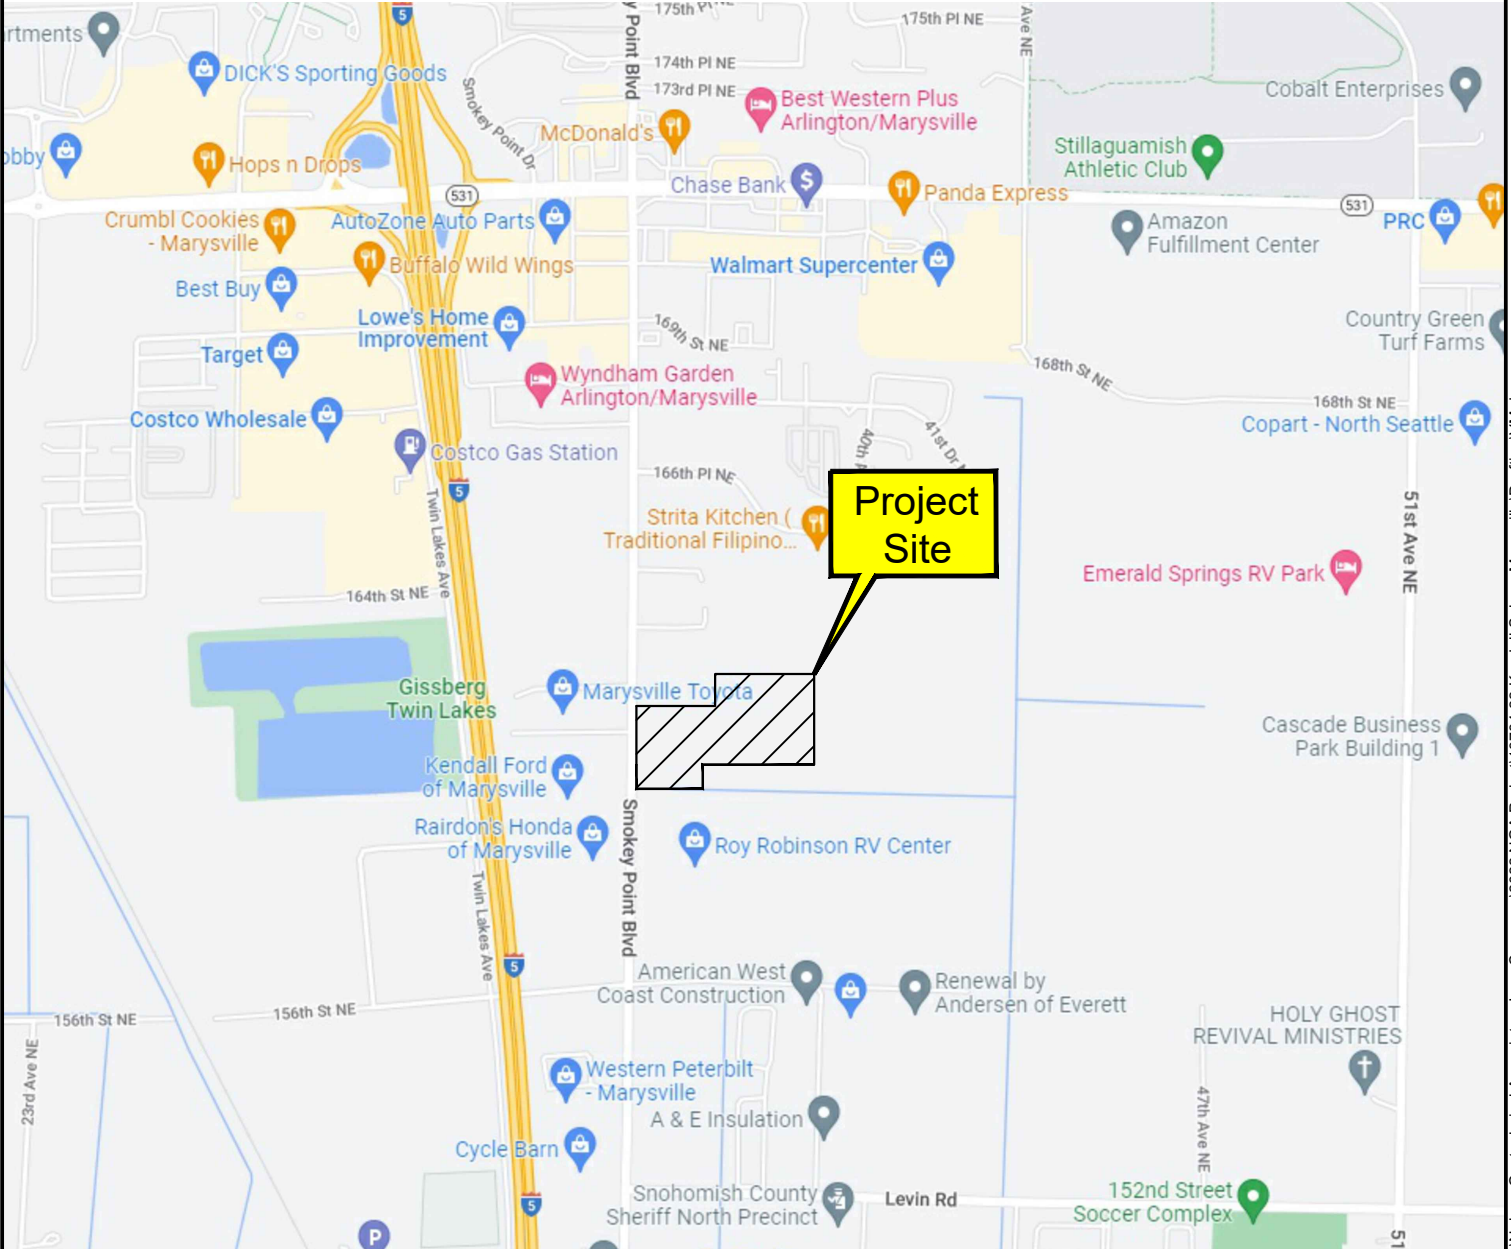 5
y Point Blvd
175th Pl NE
175th Pl NE
Ave NE
rtments
DICK'S Sporting Goods
174th Pl NE
173rd Pl NE
Smokey Point Dr
Best Western Plus
Arlington/Marysville
Cobalt Enterprises
McDonald's
obby
Hops n Drops
Stillaguamish
Athletic Club
Chase Bank
Panda Express
531
531
Crumbl Cookies
- Marysville
AutoZone Auto Parts
Amazon
Fulfillment Center
PRC
Buffalo Wild Wings
Walmart Supercenter
Best Buy
Lowe's Home
Improvement
169th St NE
Country Green
Turf Farms
Target
Wyndham Garden
Arlington/Marysville
168th St NE
168th St NE
Costco Wholesale
Copart - North Seattle
Costco Gas Station
40th A
41st Dr N
166th Pl NE
5
Twin Lakes Ave
Project
Site
Strita Kitchen (
Traditional Filipino...
51st Ave NE
Emerald Springs RV Park
164th St NE
Gissberg
Twin Lakes
Marysville Toyota
Cascade Business
Park Building 1
Kendall Ford
of Marysville
Rairdon's Honda
of Marysville
Smokey Point Blvd
Roy Robinson RV Center
Twin Lakes Ave
5
American West
Coast Construction
Renewal by
Andersen of Everett
156th St NE
156th St NE
HOLY GHOST
REVIVAL MINISTRIES
23rd Ave NE
Western Peterbilt
- Marysville
A & E Insulation
47th Ave NE
Cycle Barn
5
Snohomish County
Sheriff North Precinct
Levin Rd
152nd Street
Soccer Complex
P
51